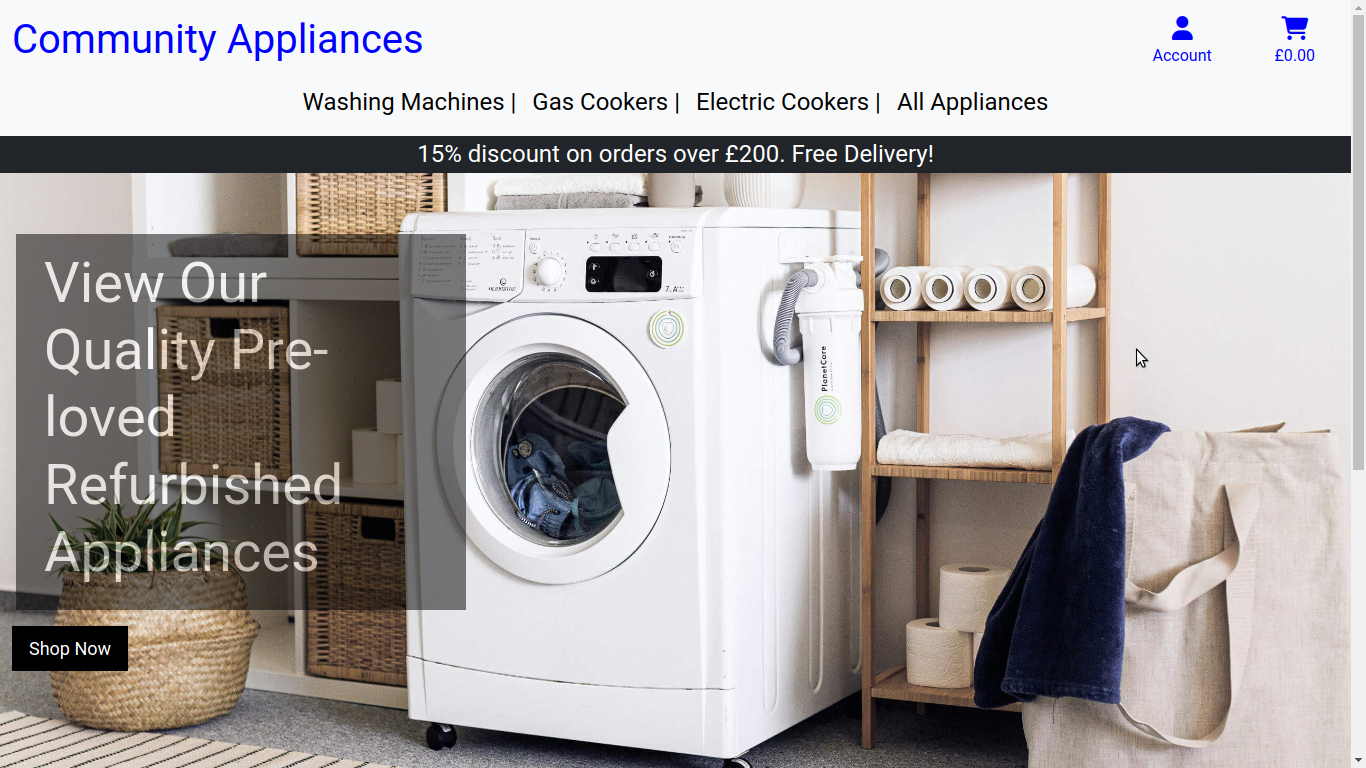 Community Appliances
Account
£0.00
Washing Machines | Gas Cookers | Electric Cookers | All Appliances
15% discount on orders over £200. Free Delivery!
View Our
Quality Pre-
loved
Refurbished
Appliances
Shop Now
PlanetCare